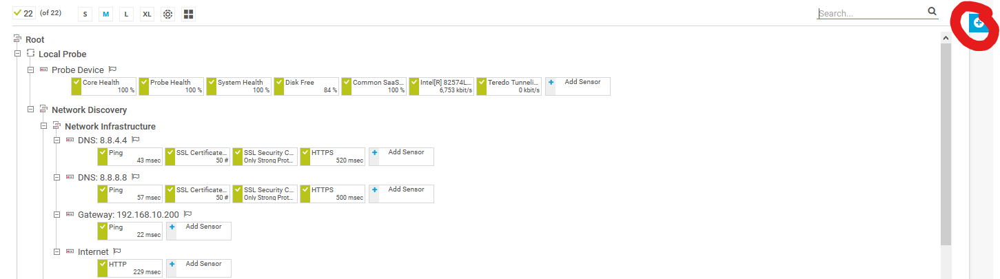 22 (of 22) S M L XL Search...
Root
Local Probe
Probe Device
Core Health Probe Health System Health Disk Free Common SaaS... Intel[R] 82574L... Teredo Tunneli... Add Sensor
100 % 100 % 100 % 84 % 100 % 6,753 kbit/s 0 kbit/s
Network Discovery
Network Infrastructure
DNS: 8.8.4.4
Ping SSL Certificate... SSL Security C... HTTPS Add Sensor
43 msec 50 # Only Strong Prot... 520 msec
DNS: 8.8.8.8
Ping SSL Certificate... SSL Security C... HTTPS Add Sensor
57 msec 50 # Only Strong Prot... 500 msec
Gateway: 192.168.10.200
Ping Add Sensor
22 msec
Internet
HTTP Add Sensor
229 msec